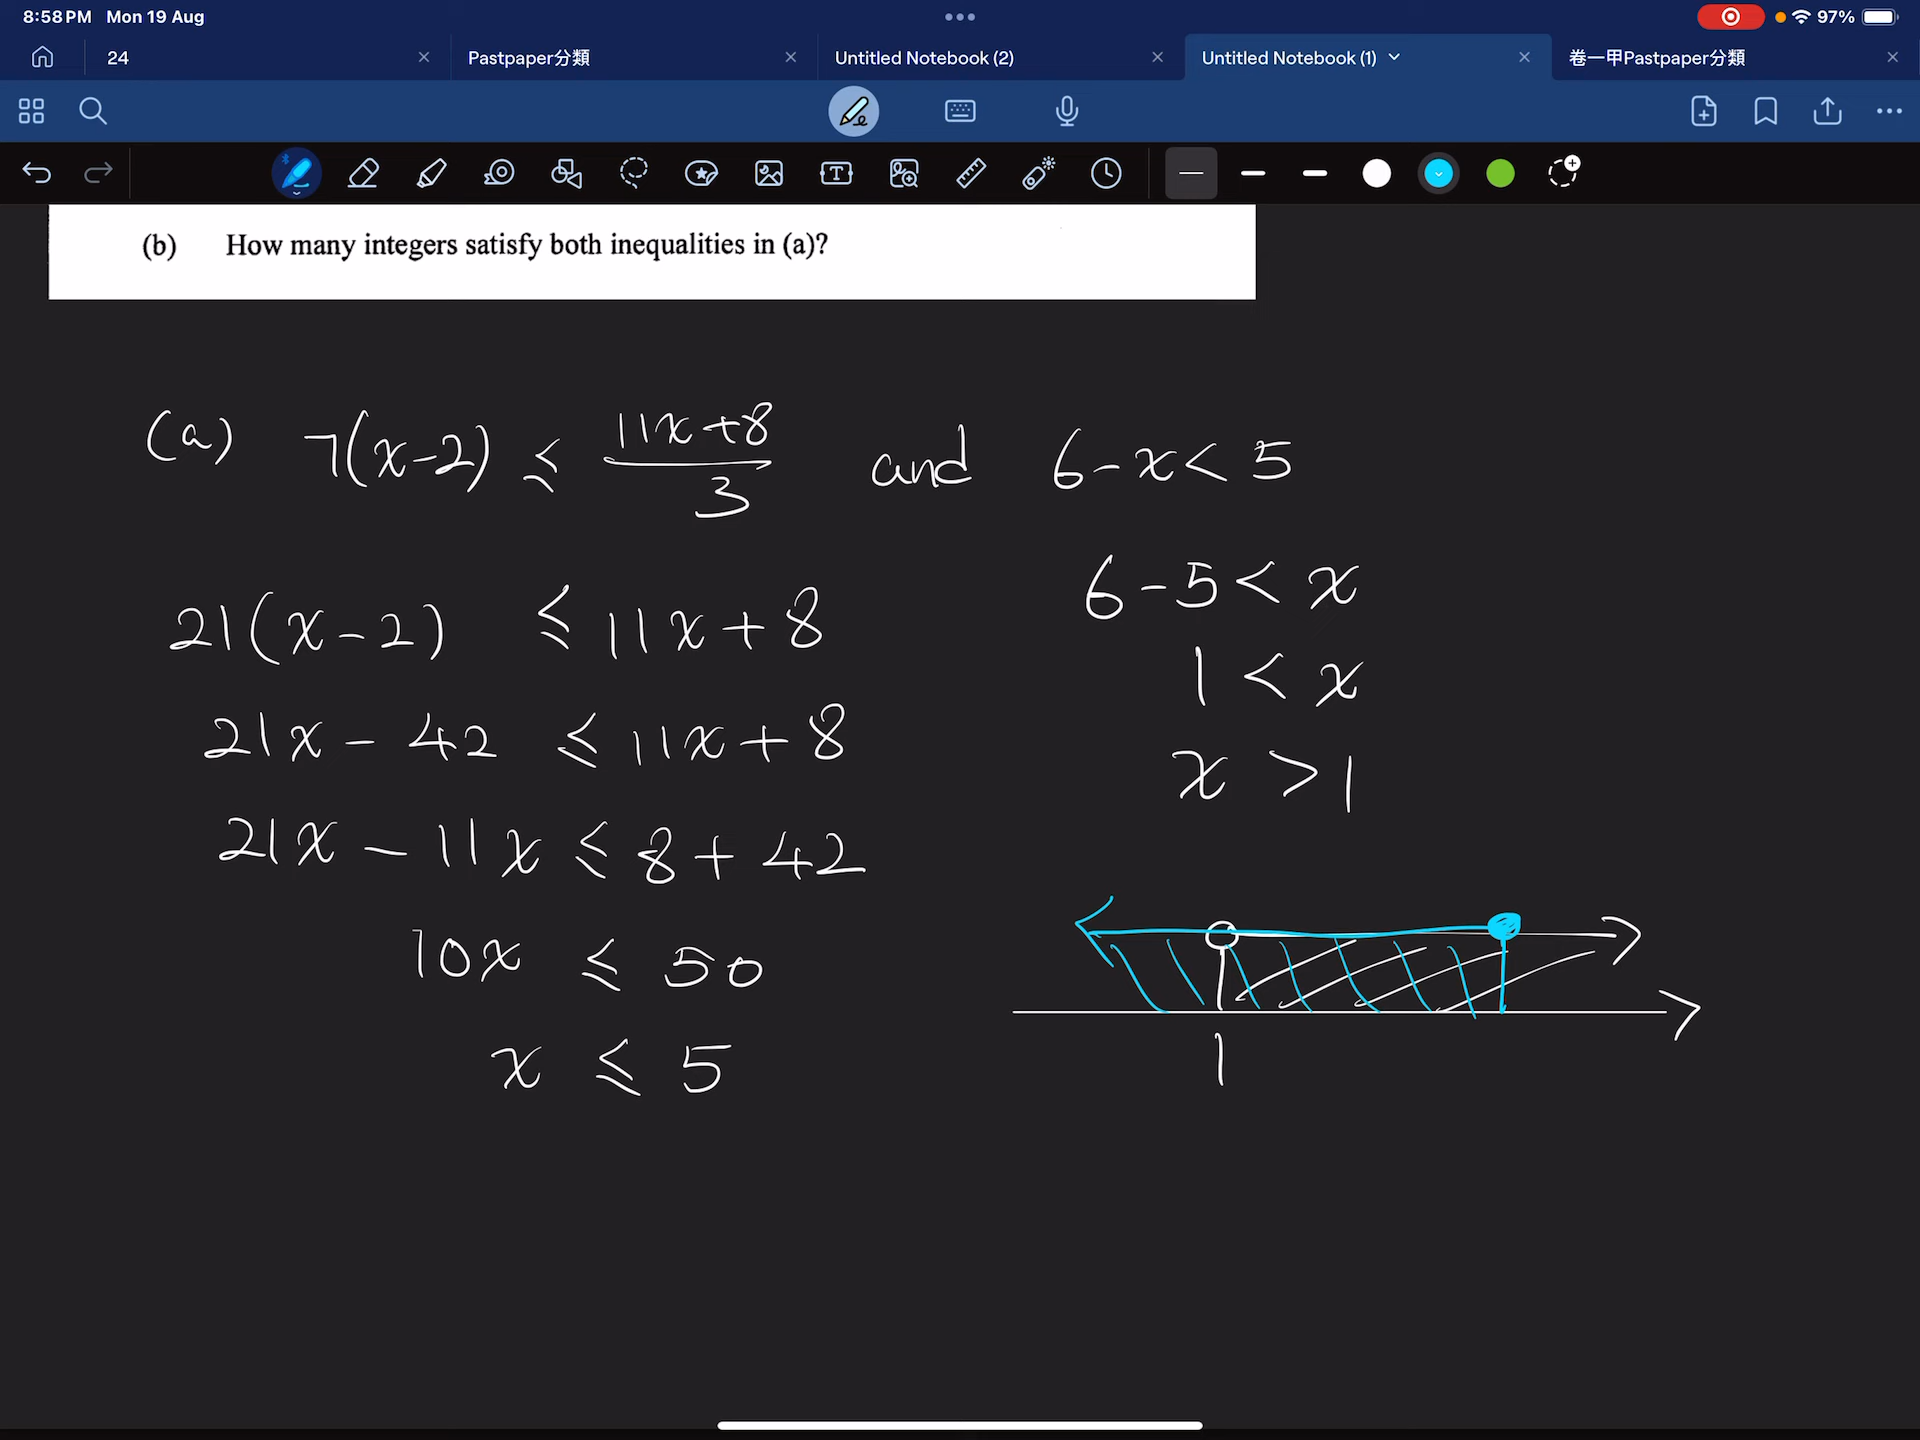 8:58 PM Mon 19 Aug 97%
24 Pastpaper分類 Untitled Notebook (2) Untitled Notebook (1) 卷一甲Pastpaper分類
(b) How many integers satisfy both inequalities in (a)?
(a) 7(x-2) ≤ \frac{11x+8}{3} and 6-x < 5
21(x-2) ≤ 11x+8
6-5 < x
21x - 42 ≤ 11x + 8
1 < x
21x - 11x ≤ 8 + 42
x > 1
10x ≤ 50
x ≤ 5
1